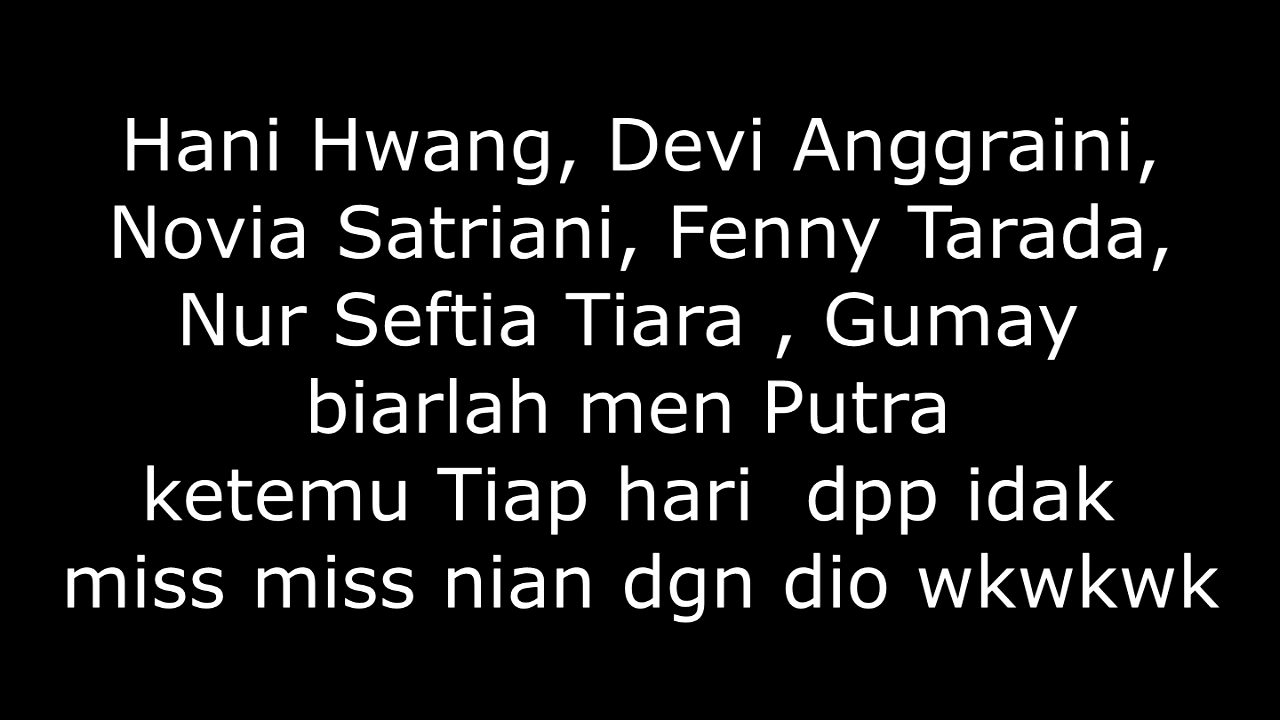 Hani Hwang, Devi Anggraini,
Novia Satriani, Fenny Tarada,
Nur Seftia Tiara , Gumay
biarlah men Putra
ketemu Tiap hari  dpp idak
miss miss nian dgn dio wkwkwk